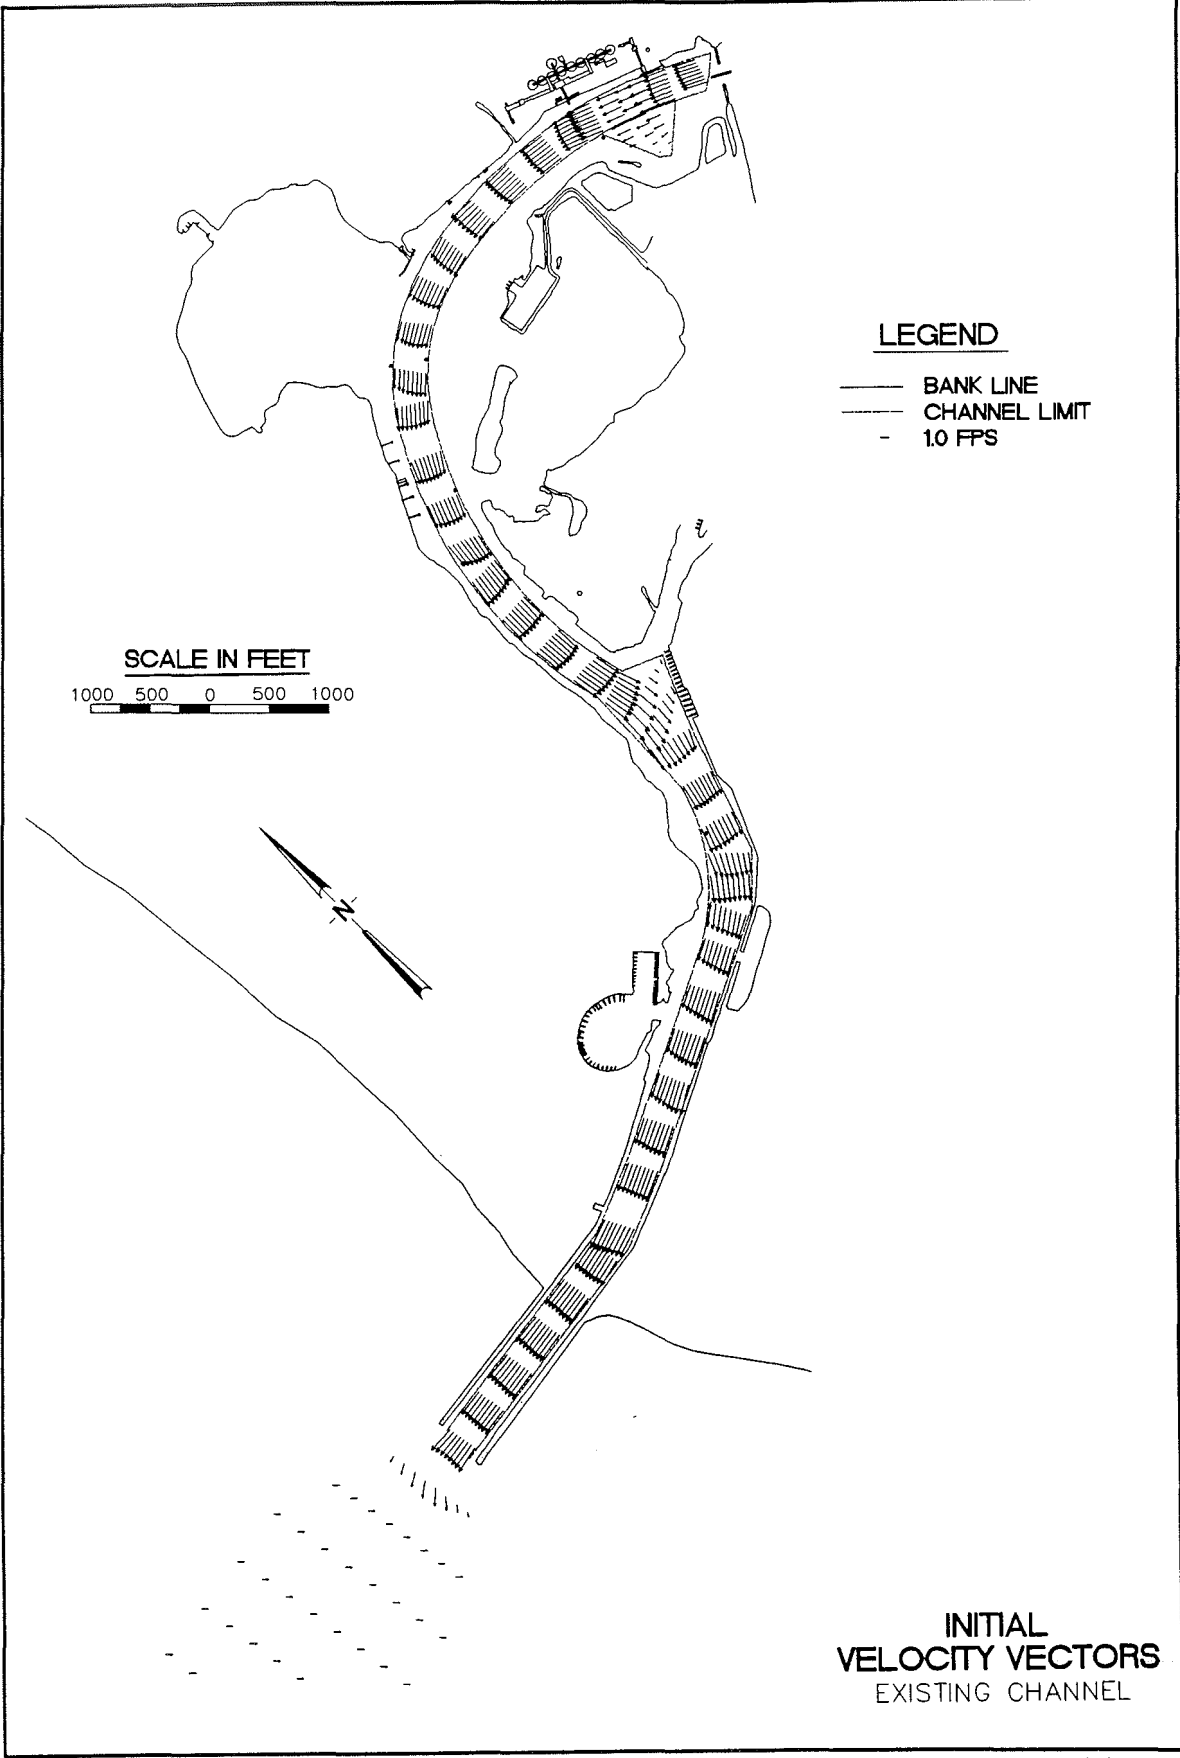 LEGEND
BANK LINE
CHANNEL LIMIT
1.0 FPS
SCALE IN FEET
1000 500 0 500 1000
N
INITIAL
VELOCITY VECTORS
EXISTING CHANNEL